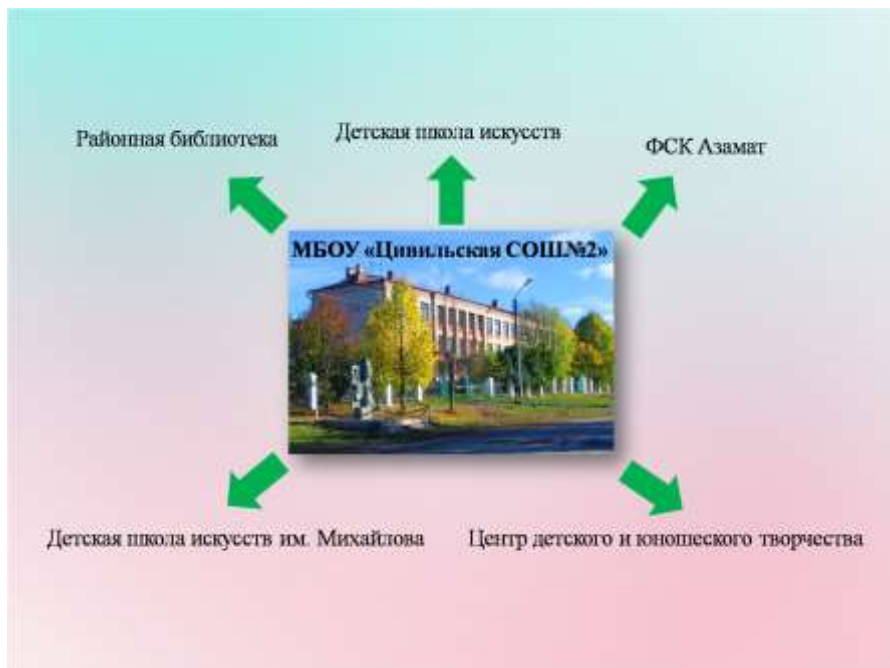 Детская школа искусств
Районная библиотека
ФСК Азамат
МБОУ «Цивильская СОШ№2»
Детская школа искусств им. Михайлова
Центр детского и юношеского творчества